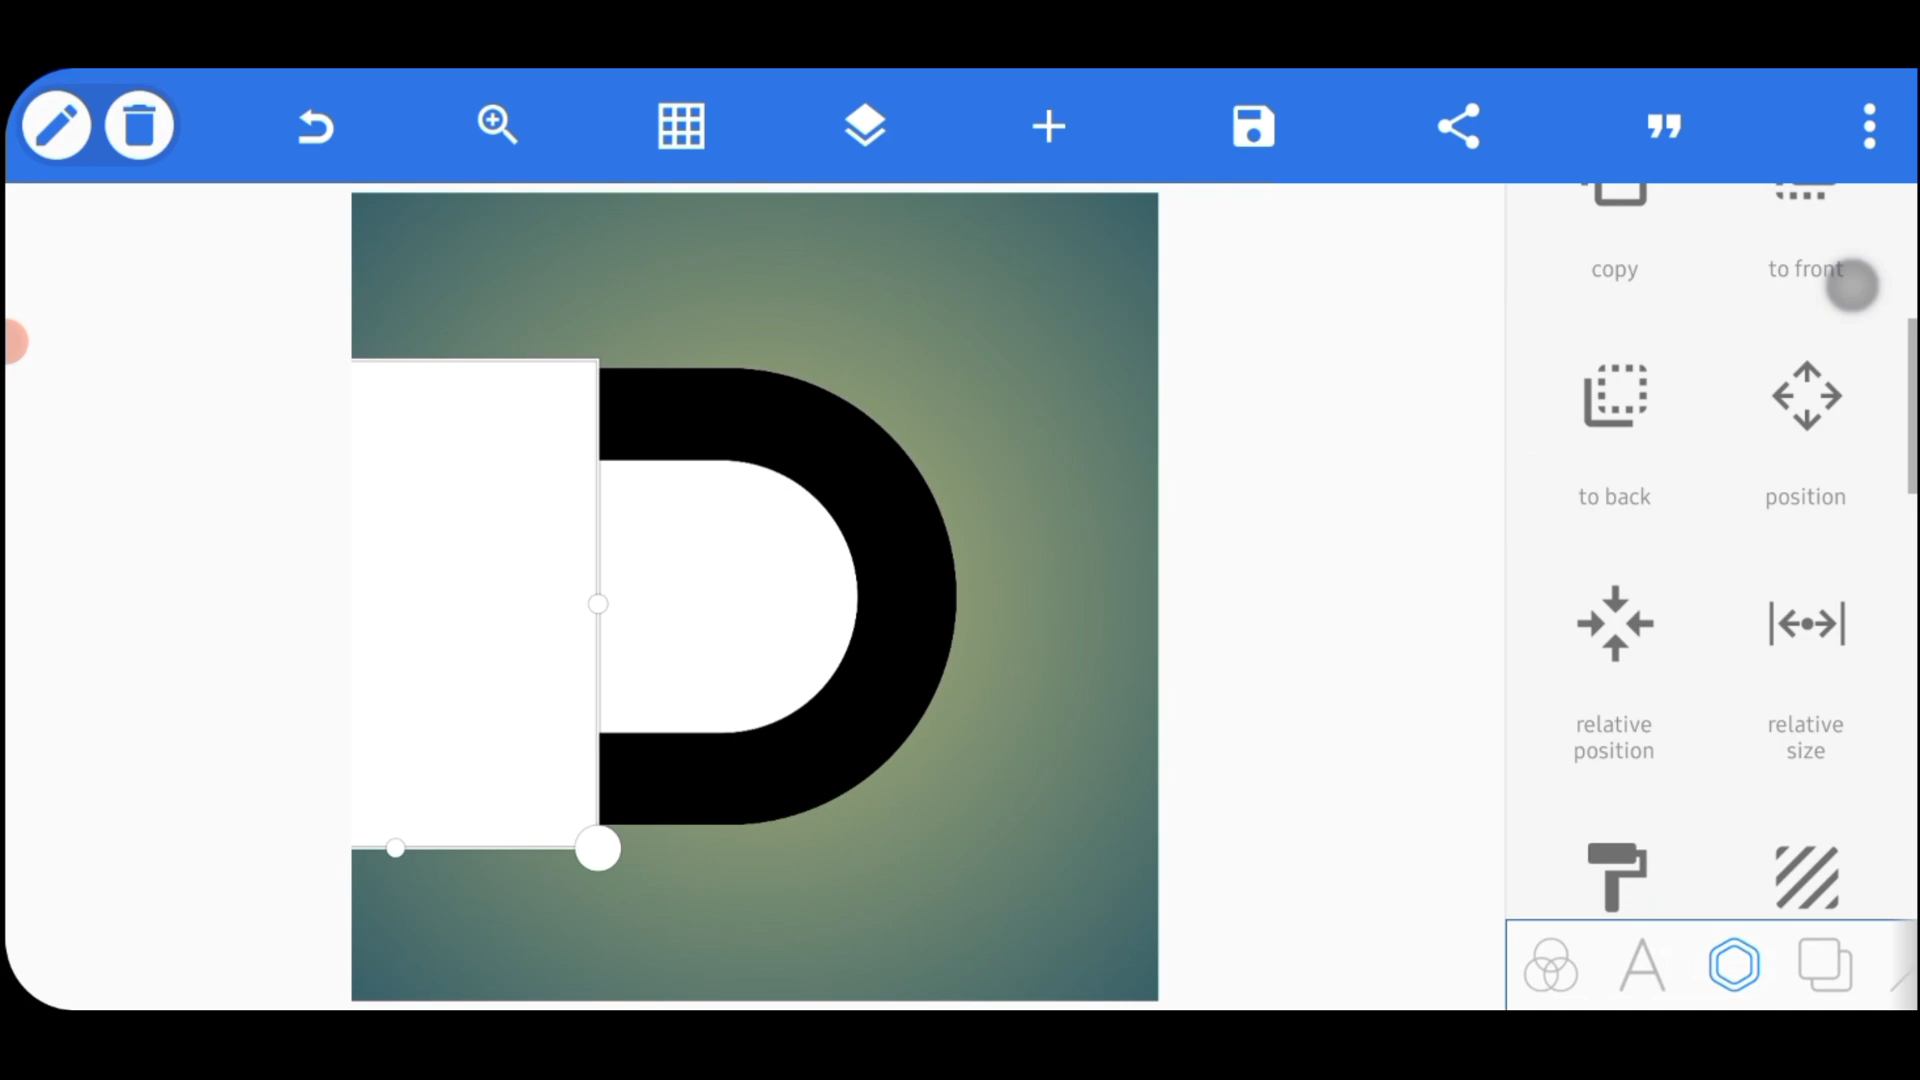 copy
to front
to back
position
relative
position
relative
size